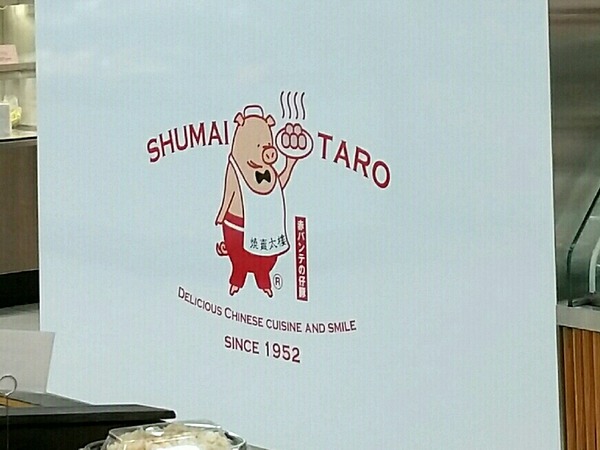 SHUMAI TARO
燒賣太樓
赤パンテの仔豚
®
DELICIOUS CHINESE CUISINE AND SMILE
SINCE 1952